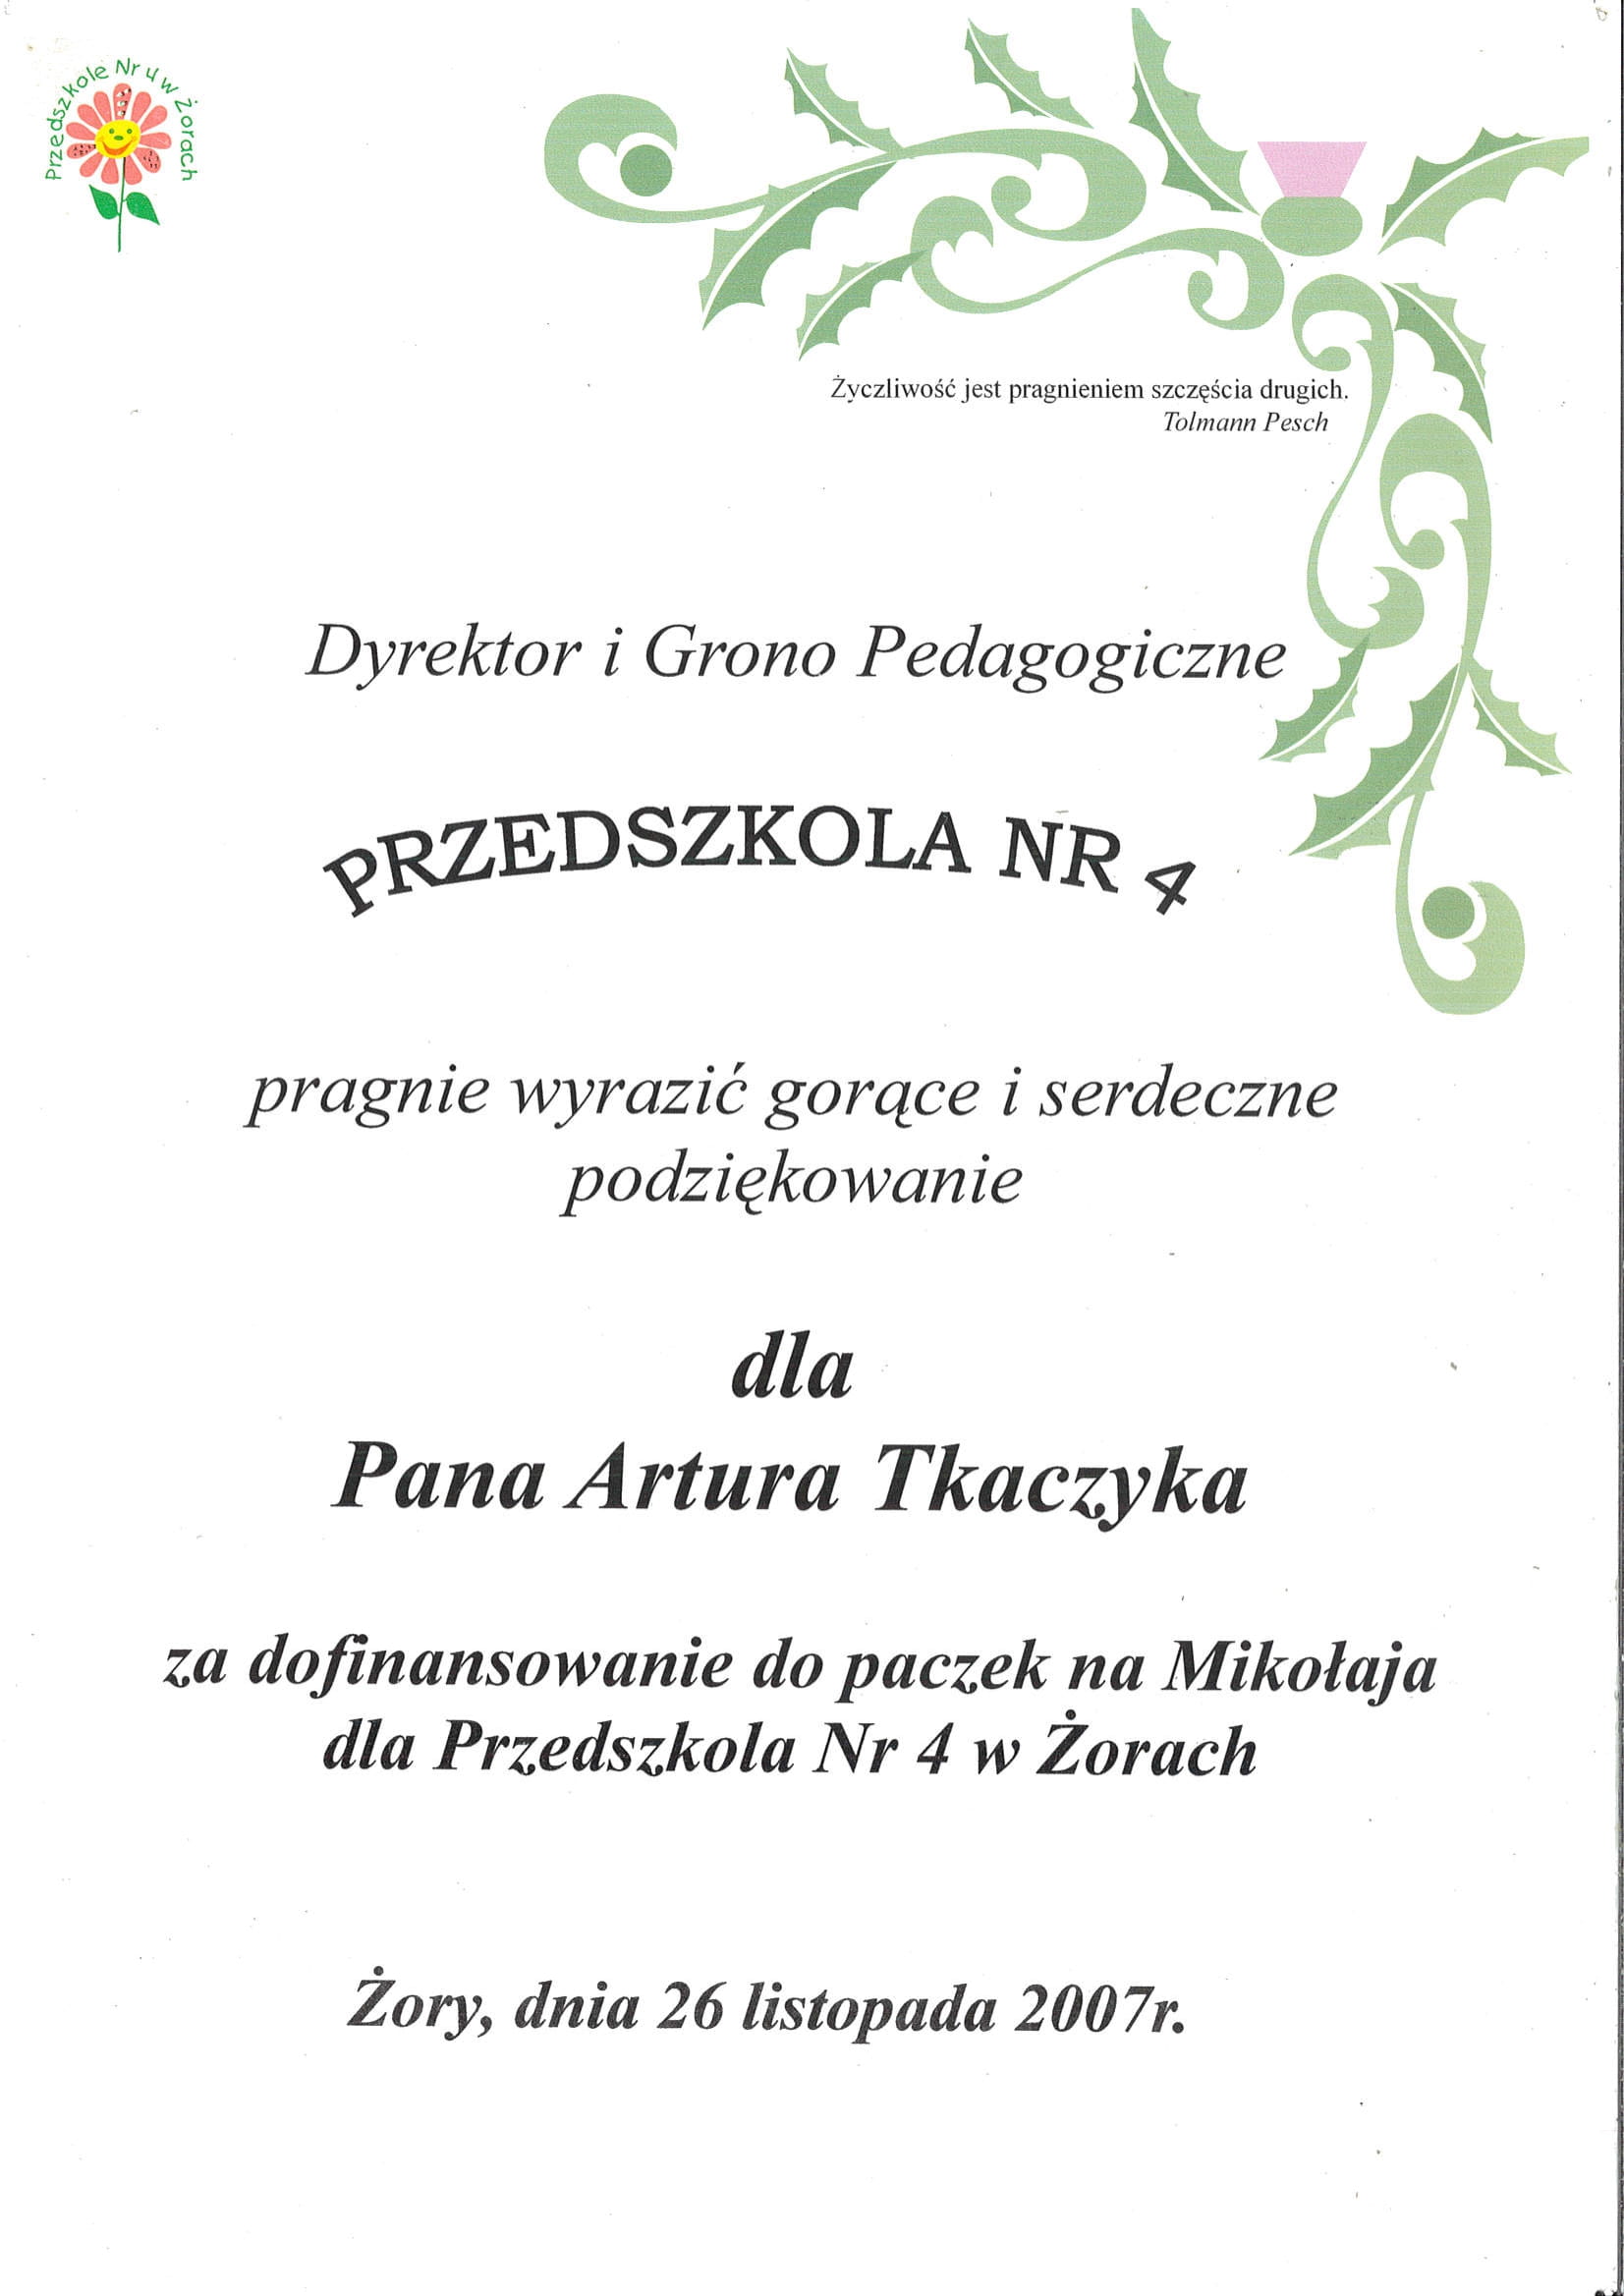 Przedszkole Nr 4 w Żorach
Życzliwość jest pragnieniem szczęścia drugich.
Tolmann Pesch
Dyrektor i Grono Pedagogiczne
PRZEDSZKOLA NR 4
pragnie wyrazić gorące i serdeczne
podziękowanie
dla
Pana Artura Tkaczyka
za dofinansowanie do paczek na Mikołaja
dla Przedszkola Nr 4 w Żorach
Żory, dnia 26 listopada 2007r.